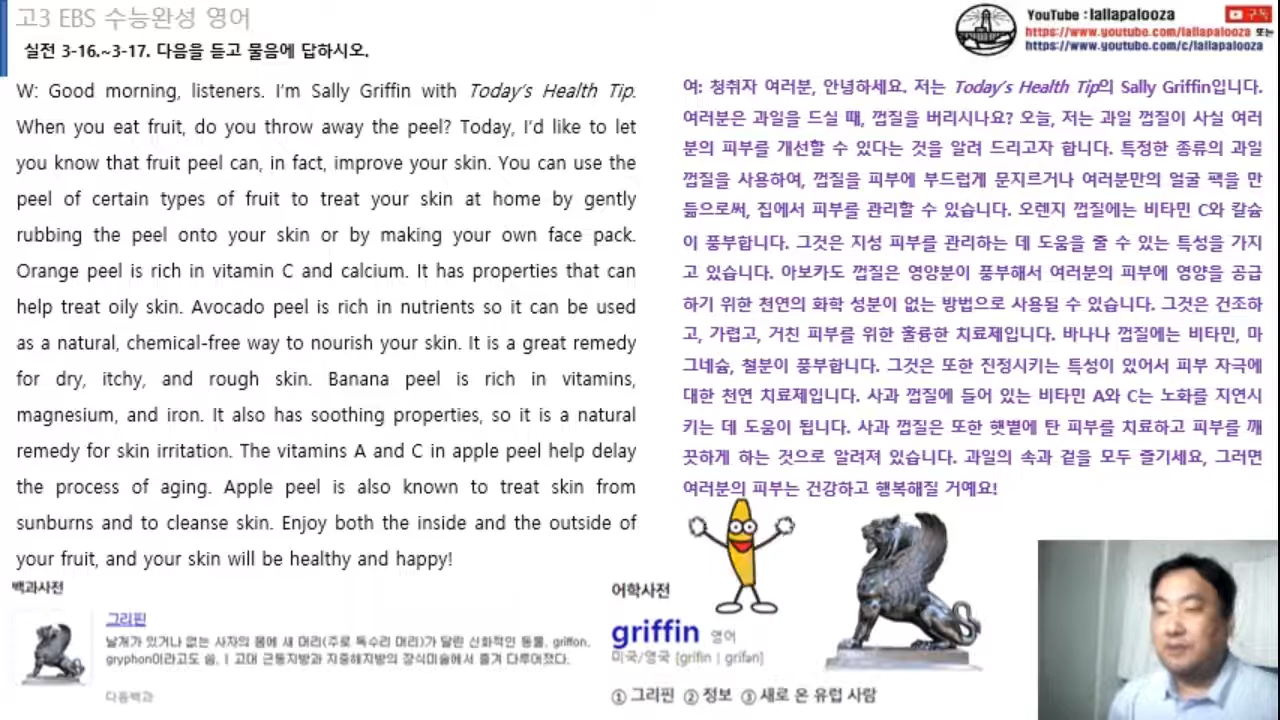 고3 EBS 수능완성 영어
실전 3-16.~3-17. 다음을 듣고 물음에 답하시오.
YouTube : lallapalooza
구독
https://www.youtube.com/lallapalooza 또는
https://www.youtube.com/c/lallapalooza
W: Good morning, listeners. I'm Sally Griffin with Today's Health Tip.
When you eat fruit, do you throw away the peel? Today, I'd like to let
you know that fruit peel can, in fact, improve your skin. You can use the
peel of certain types of fruit to treat your skin at home by gently
rubbing the peel onto your skin or by making your own face pack.
Orange peel is rich in vitamin C and calcium. It has properties that can
help treat oily skin. Avocado peel is rich in nutrients so it can be used
as a natural, chemical-free way to nourish your skin. It is a great remedy
for dry, itchy, and rough skin. Banana peel is rich in vitamins,
magnesium, and iron. It also has soothing properties, so it is a natural
remedy for skin irritation. The vitamins A and C in apple peel help delay
the process of aging. Apple peel is also known to treat skin from
sunburns and to cleanse skin. Enjoy both the inside and the outside of
your fruit, and your skin will be healthy and happy!
여: 청취자 여러분, 안녕하세요. 저는 Today's Health Tip의 Sally Griffin입니다.
여러분은 과일을 드실 때, 껍질을 버리시나요? 오늘, 저는 과일 껍질이 사실 여러
분의 피부를 개선할 수 있다는 것을 알려 드리고자 합니다. 특정한 종류의 과일
껍질을 사용하여, 껍질을 피부에 부드럽게 문지르거나 여러분만의 얼굴 팩을 만
듦으로써, 집에서 피부를 관리할 수 있습니다. 오렌지 껍질에는 비타민 C와 칼슘
이 풍부합니다. 그것은 지성 피부를 관리하는 데 도움을 줄 수 있는 특성을 가지
고 있습니다. 아보카도 껍질은 영양분이 풍부해서 여러분의 피부에 영양을 공급
하기 위한 천연의 화학 성분이 없는 방법으로 사용될 수 있습니다. 그것은 건조하
고, 가렵고, 거친 피부를 위한 훌륭한 치료제입니다. 바나나 껍질에는 비타민, 마
그네슘, 철분이 풍부합니다. 그것은 또한 진정시키는 특성이 있어서 피부 자극에
대한 천연 치료제입니다. 사과 껍질에 들어 있는 비타민 A와 C는 노화를 지연시
키는 데 도움이 됩니다. 사과 껍질은 또한 햇볕에 탄 피부를 치료하고 피부를 깨
끗하게 하는 것으로 알려져 있습니다. 과일의 속과 겉을 모두 즐기세요, 그러면
여러분의 피부는 건강하고 행복해질 거예요!
백과사전
그리핀
날개가 있거나 없는 사자의 몸에 새 머리(주로 독수리 머리)가 달린 신화적인 동물. griffon,
gryphon이라고도 씀. | 고대 근동지방과 지중해지방의 장식미술에서 즐겨 다루어졌다.
다음백과
어학사전
griffin 영어
미국/영국 [grífin | grífən]
① 그리핀 ② 정보 ③ 새로 온 유럽 사람